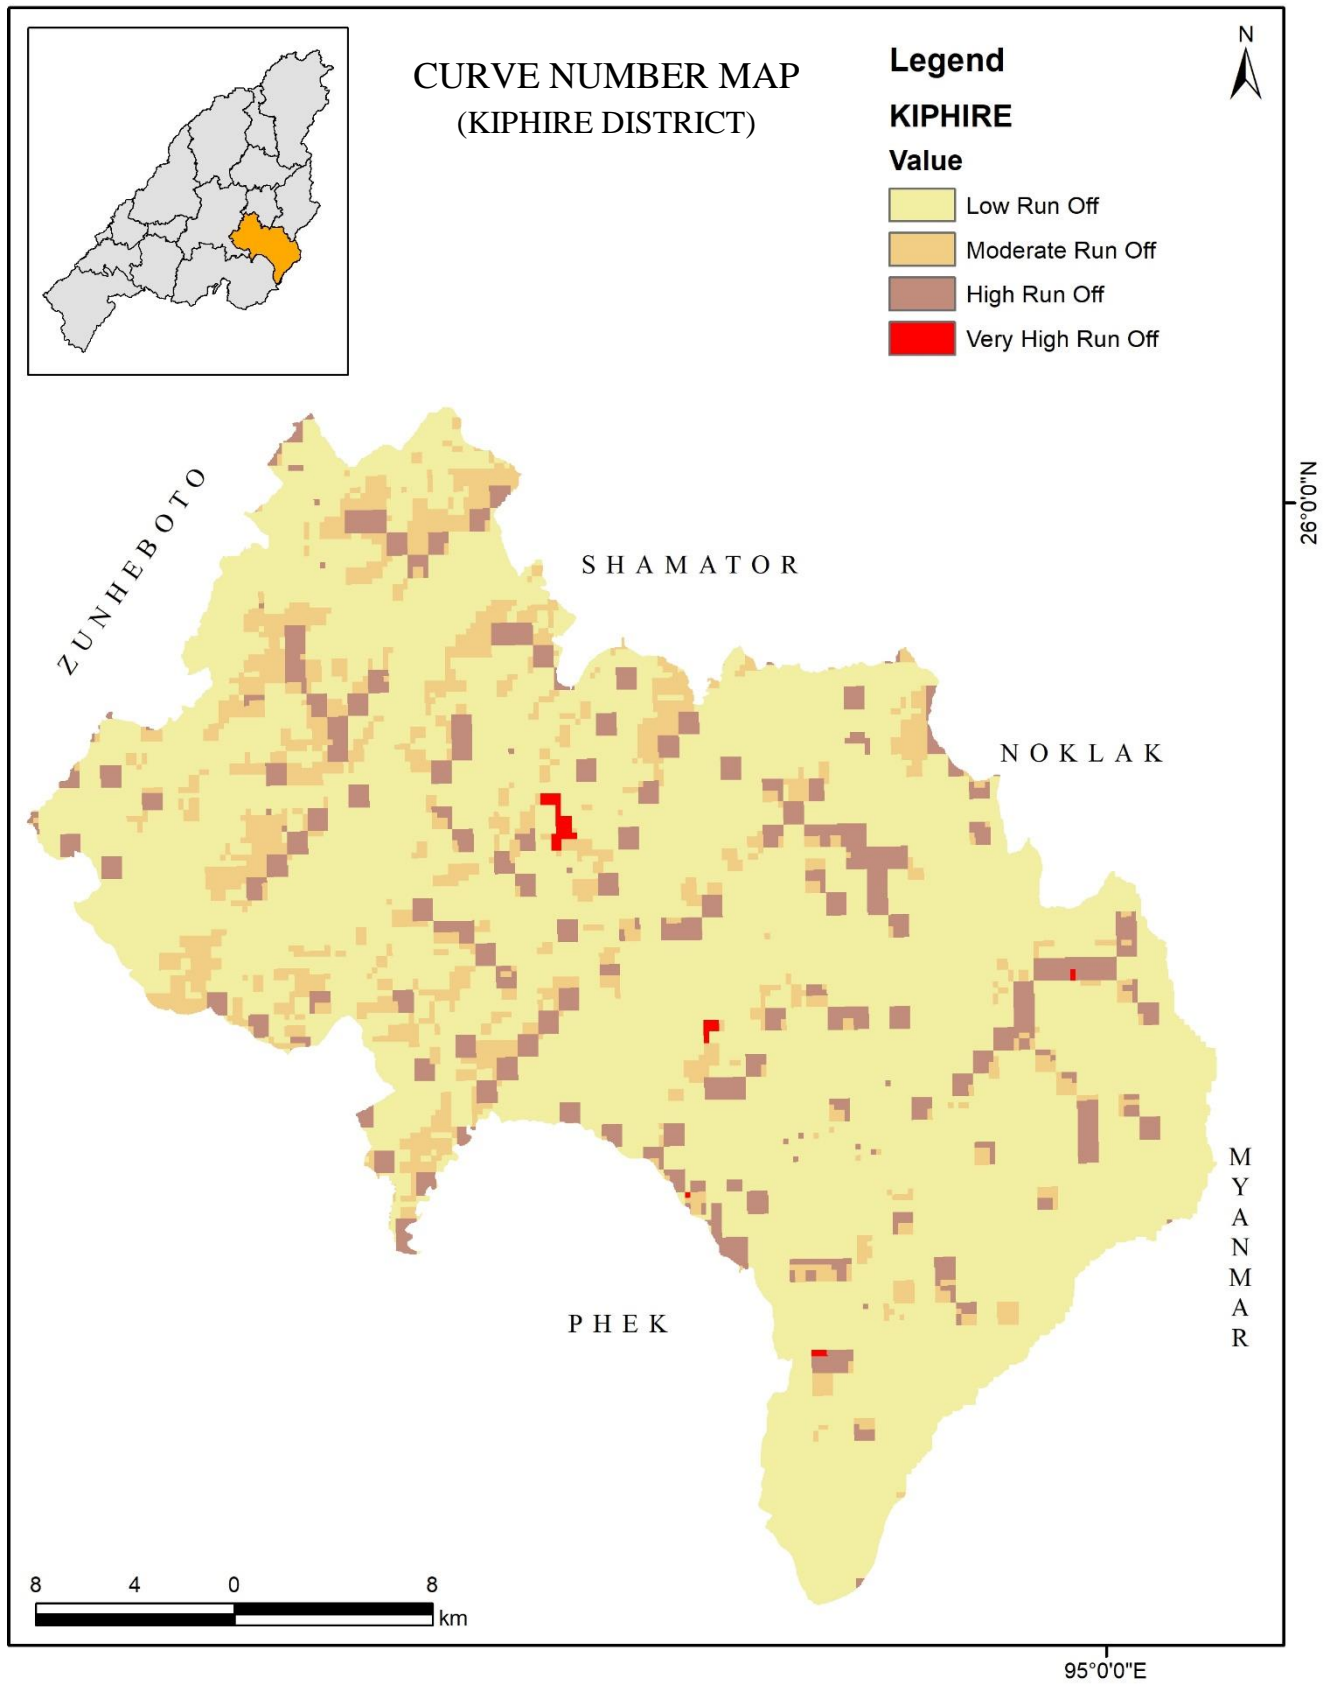 CURVE NUMBER MAP
(KIPHIRE DISTRICT)
Legend
KIPHIRE
Value
Low Run Off
Moderate Run Off
High Run Off
Very High Run Off
N
ZUNHEBOTO
SHAMATOR
26°0'0"N
NOKLAK
MYANMAR
PHEK
8 4 0 8
km
95°0'0"E